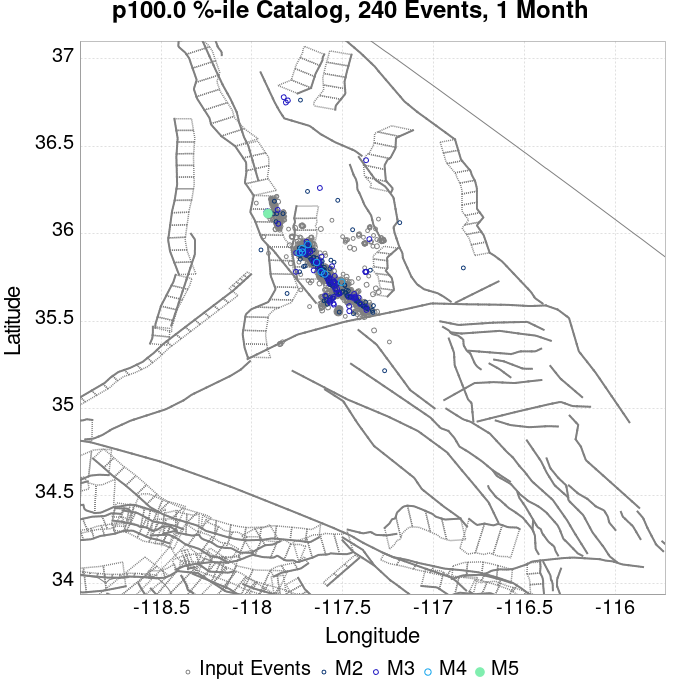 p100.0 %-ile Catalog, 240 Events, 1 Month
37
36.5
36
35.5
35
34.5
34
Latitude
-118.5 -118 -117.5 -117 -116.5 -116
Longitude
Input Events M2 M3 M4 M5